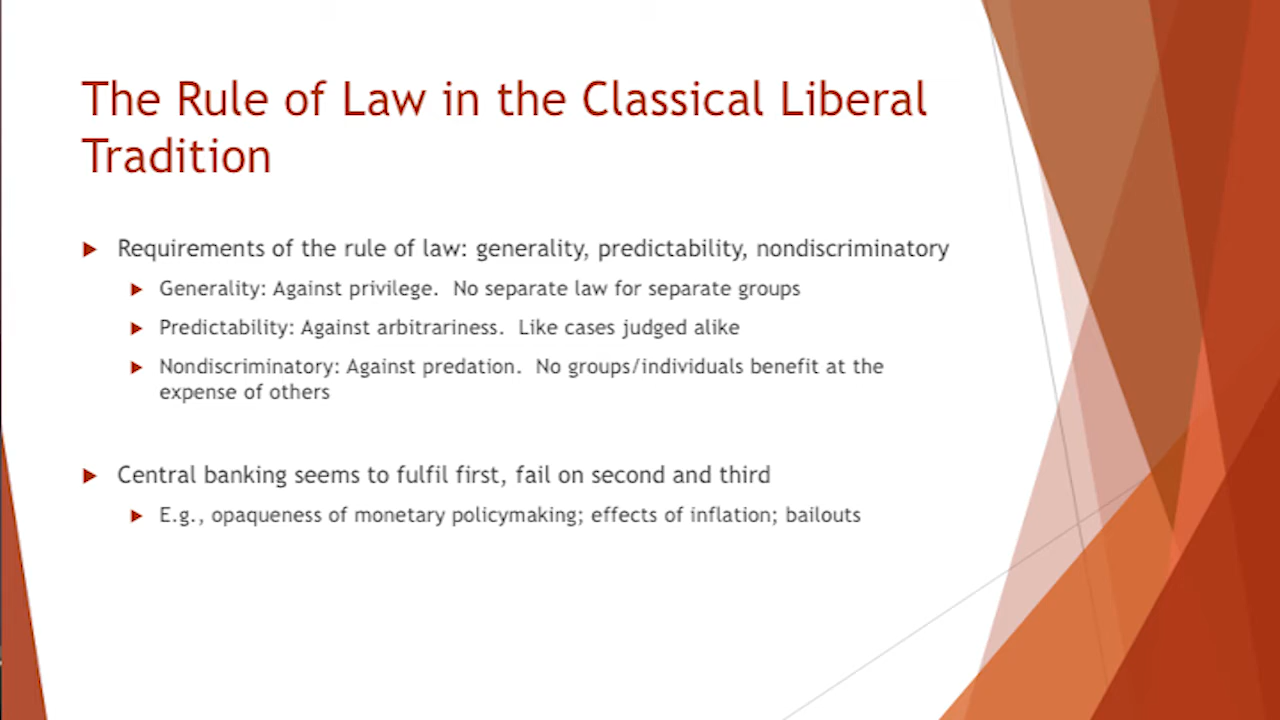 The Rule of Law in the Classical Liberal
Tradition
Requirements of the rule of law: generality, predictability, nondiscriminatory
Generality: Against privilege.  No separate law for separate groups
Predictability: Against arbitrariness.  Like cases judged alike
Nondiscriminatory: Against predation.  No groups/individuals benefit at the
expense of others
Central banking seems to fulfil first, fail on second and third
E.g., opaqueness of monetary policymaking; effects of inflation; bailouts